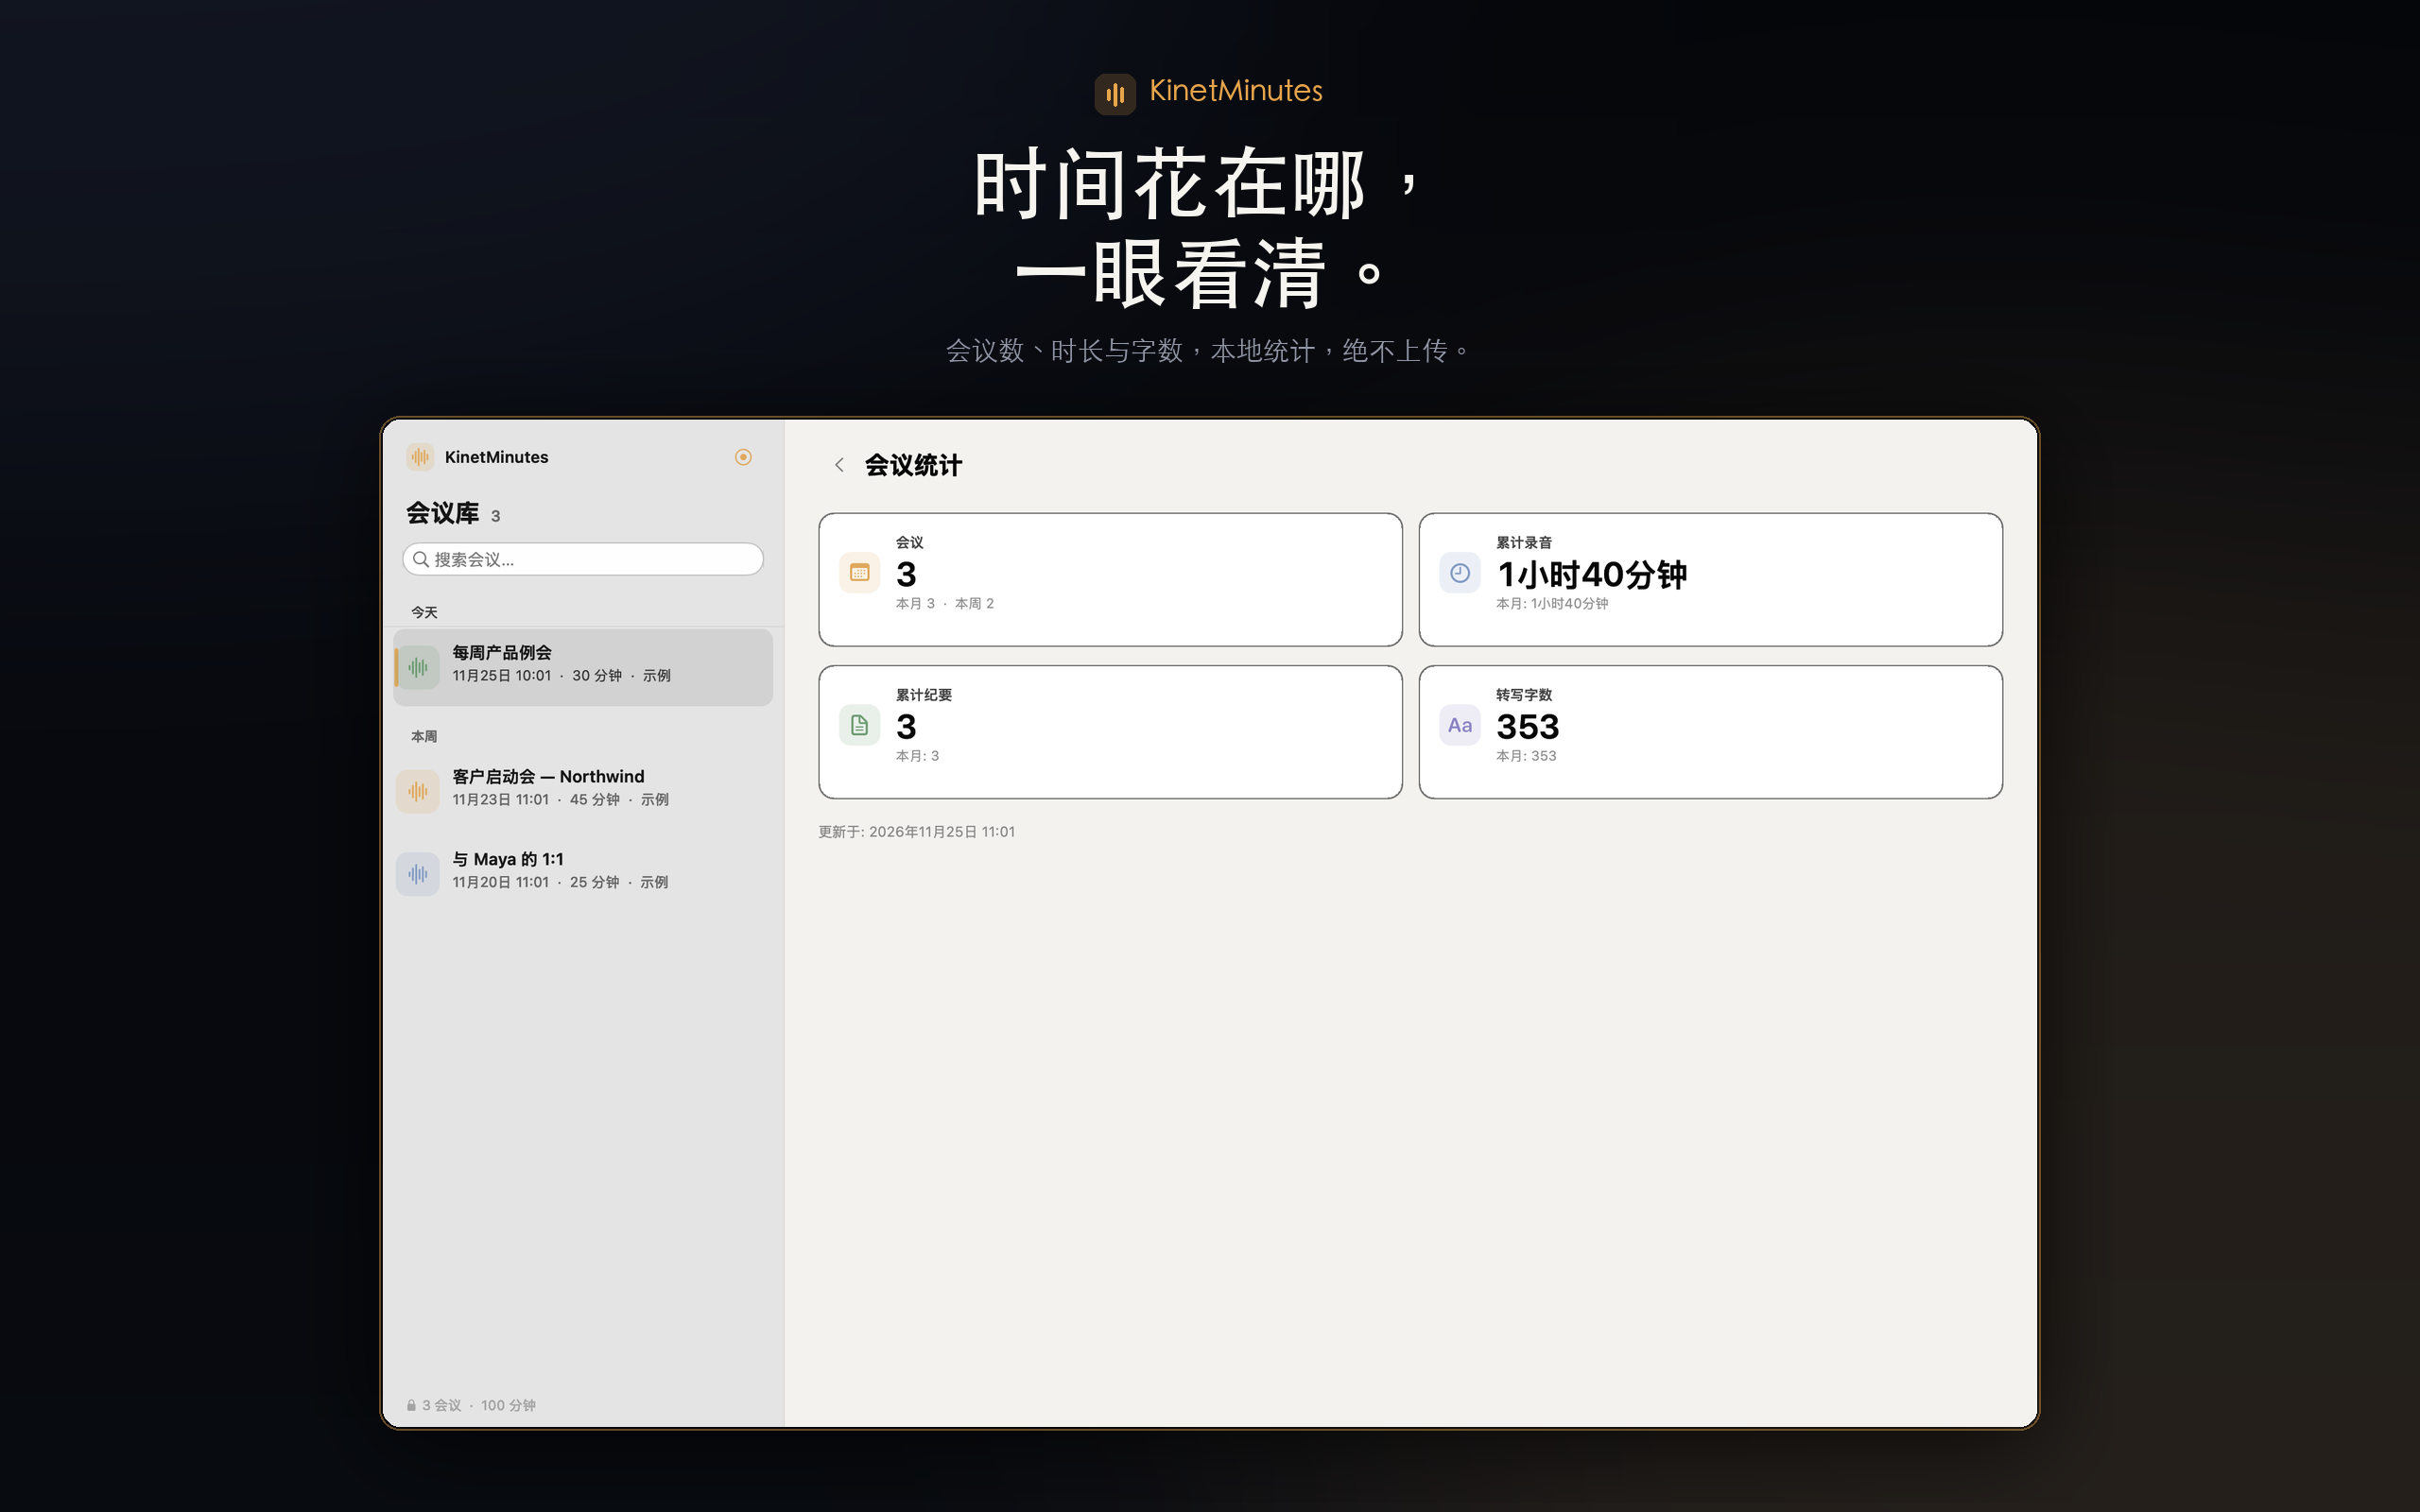 KinetMinutes
时间花在哪，
一眼看清。
会议数、时长与字数，本地统计，绝不上传。
KinetMinutes
会议库 3
搜索会议...
今天
每周产品例会
11月25日 10:01 · 30 分钟 · 示例
本周
客户启动会 — Northwind
11月23日 11:01 · 45 分钟 · 示例
与 Maya 的 1:1
11月20日 11:01 · 25 分钟 · 示例
3 会议 · 100 分钟
会议统计
会议
3
本月 3 · 本周 2
累计录音
1小时40分钟
本月: 1小时40分钟
累计纪要
3
本月: 3
Aa
转写字数
353
本月: 353
更新于: 2026年11月25日 11:01